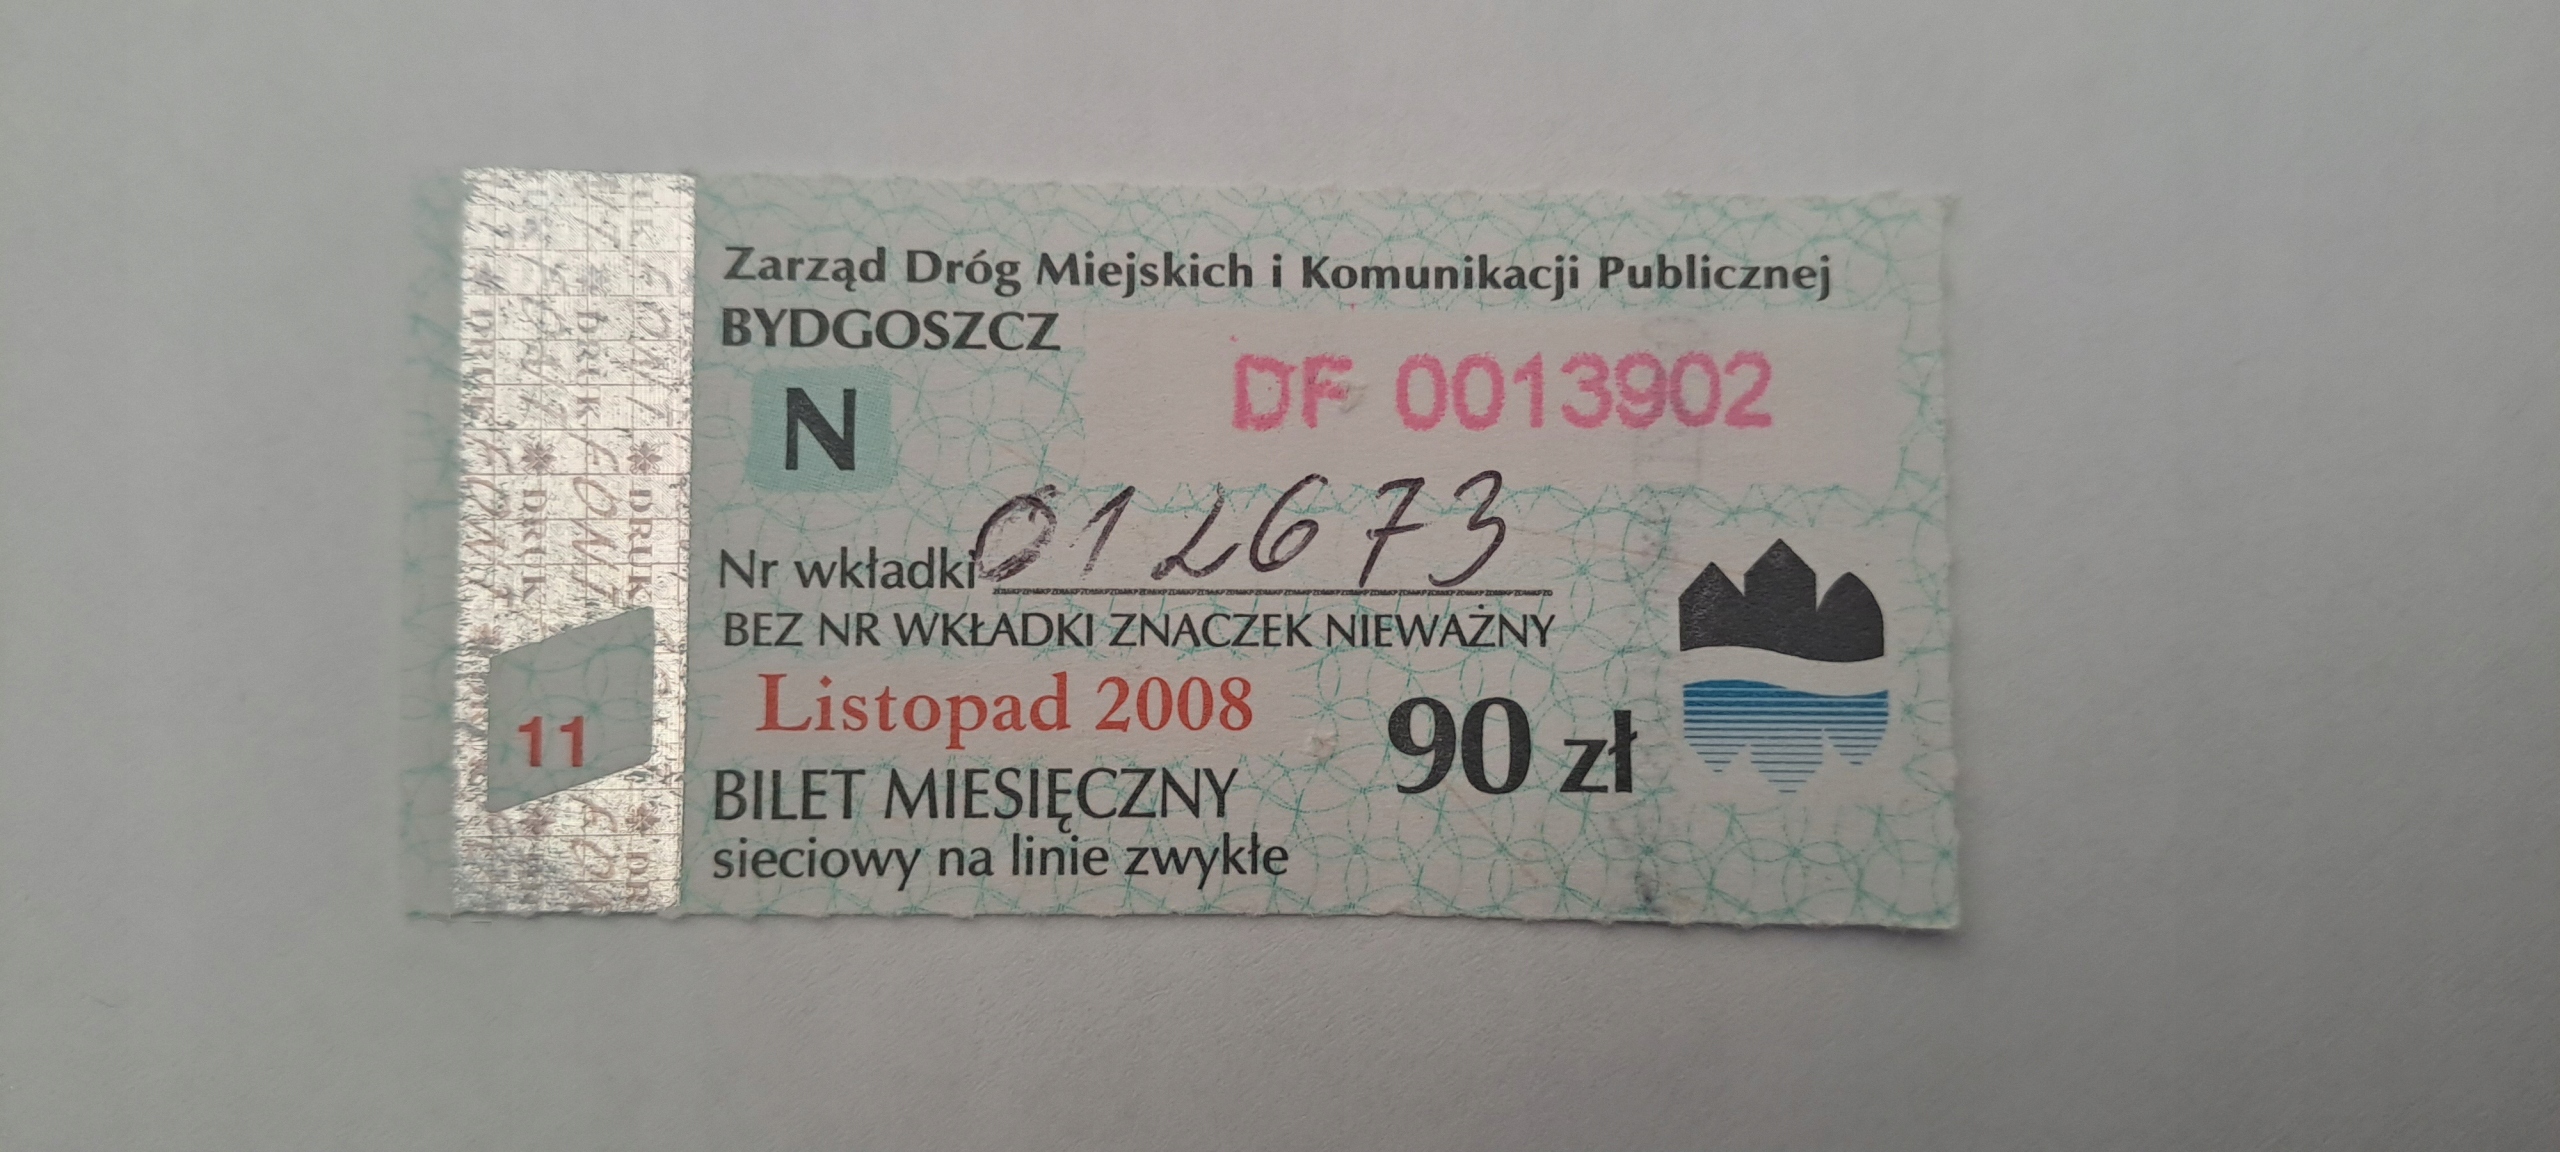 Zarząd Dróg Miejskich i Komunikacji Publicznej
BYDGOSZCZ
DF 0013902
N
Nr wkładki 012673
BEZ NR WKŁADKI ZNACZEK NIEWAŻNY
Listopad 2008
11
90 zł
BILET MIESIĘCZNY
sieciowy na linie zwykłe